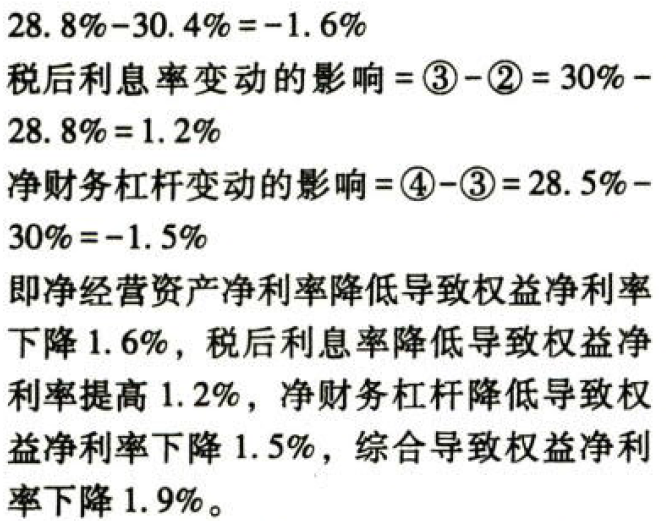 28.8%-30.4%=-1.6%
税后利息率变动的影响=③-②=30%-
28.8%=1.2%
净财务杠杆变动的影响=④-③=28.5%-
30%=-1.5%
即净经营资产净利率降低导致权益净利率
下降1.6%，税后利息率降低导致权益净
利率提高1.2%，净财务杠杆降低导致权
益净利率下降1.5%，综合导致权益净利
率下降1.9%。